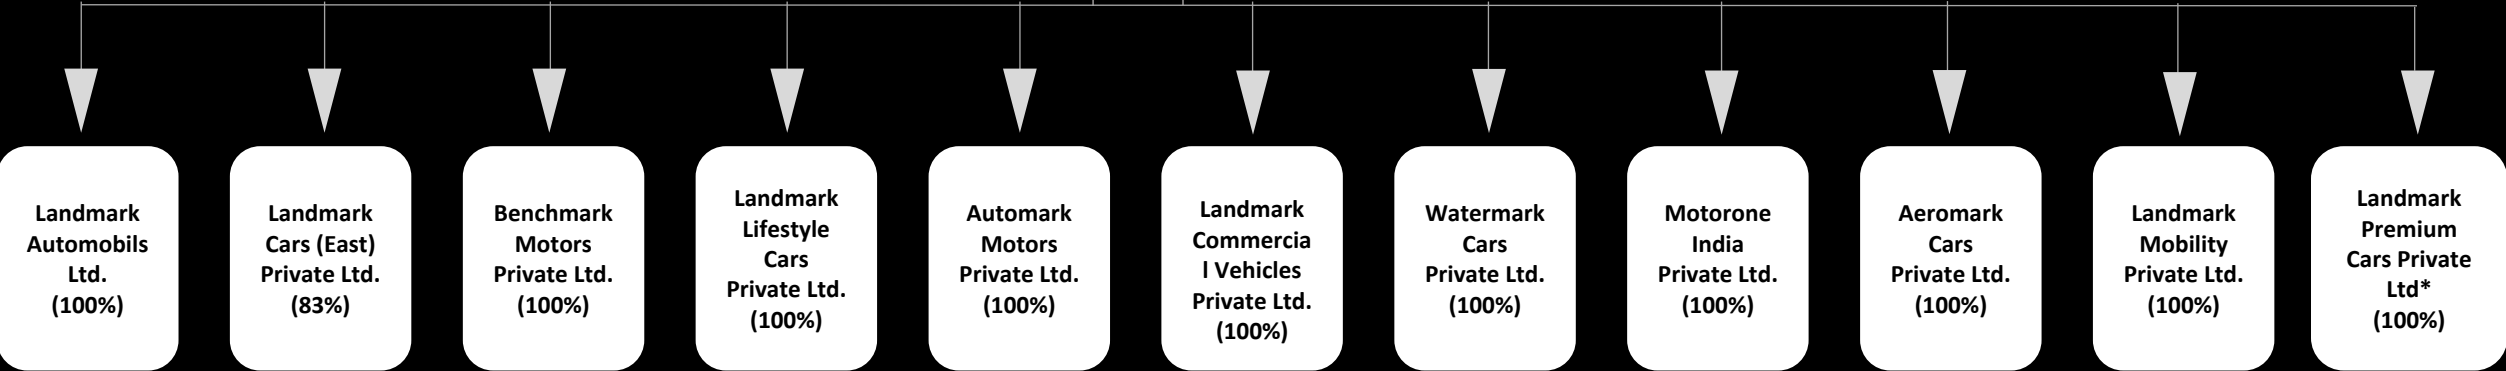 Landmark
Automobils
Ltd.
(100%)
Landmark
Cars (East)
Private Ltd.
(83%)
Benchmark
Motors
Private Ltd.
(100%)
Landmark
Lifestyle
Cars
Private Ltd.
(100%)
Automark
Motors
Private Ltd.
(100%)
Landmark
Commercia
l Vehicles
Private Ltd.
(100%)
Watermark
Cars
Private Ltd.
(100%)
Motorone
India
Private Ltd.
(100%)
Aeromark
Cars
Private Ltd.
(100%)
Landmark
Mobility
Private Ltd.
(100%)
Landmark
Premium
Cars Private
Ltd*
(100%)